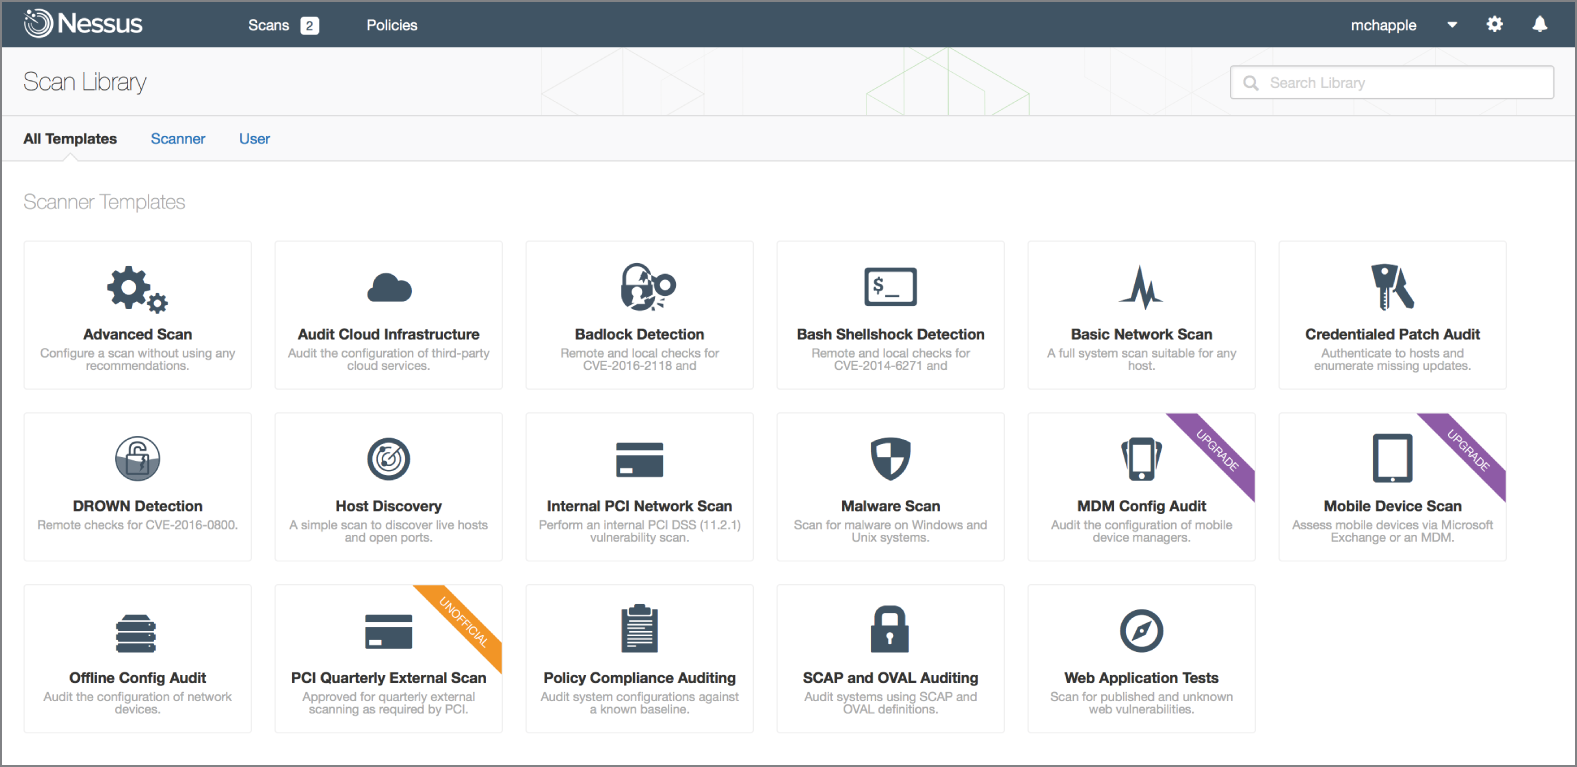 Nessus
Scans 2 Policies
mchapple
Scan Library
Search Library
All Templates Scanner User
Scanner Templates
Advanced Scan
Configure a scan without using any
recommendations.
Audit Cloud Infrastructure
Audit the configuration of third-party
cloud services.
Badlock Detection
Remote and local checks for
CVE-2016-2118 and
$_
Bash Shellshock Detection
Remote and local checks for
CVE-2014-6271 and
Basic Network Scan
A full system scan suitable for any
host.
Credentialed Patch Audit
Authenticate to hosts and
enumerate missing updates.
DROWN Detection
Remote checks for CVE-2016-0800.
Host Discovery
A simple scan to discover live hosts
and open ports.
Internal PCI Network Scan
Perform an internal PCI DSS (11.2.1)
vulnerability scan.
Malware Scan
Scan for malware on Windows and
Unix systems.
UPGRADE
MDM Config Audit
Audit the configuration of mobile
device managers.
UPGRADE
Mobile Device Scan
Assess mobile devices via Microsoft
Exchange or an MDM.
Offline Config Audit
Audit the configuration of network
devices.
UNOFFICIAL
PCI Quarterly External Scan
Approved for quarterly external
scanning as required by PCI.
Policy Compliance Auditing
Audit system configurations against
a known baseline.
SCAP and OVAL Auditing
Audit systems using SCAP and
OVAL definitions.
Web Application Tests
Scan for published and unknown
web vulnerabilities.